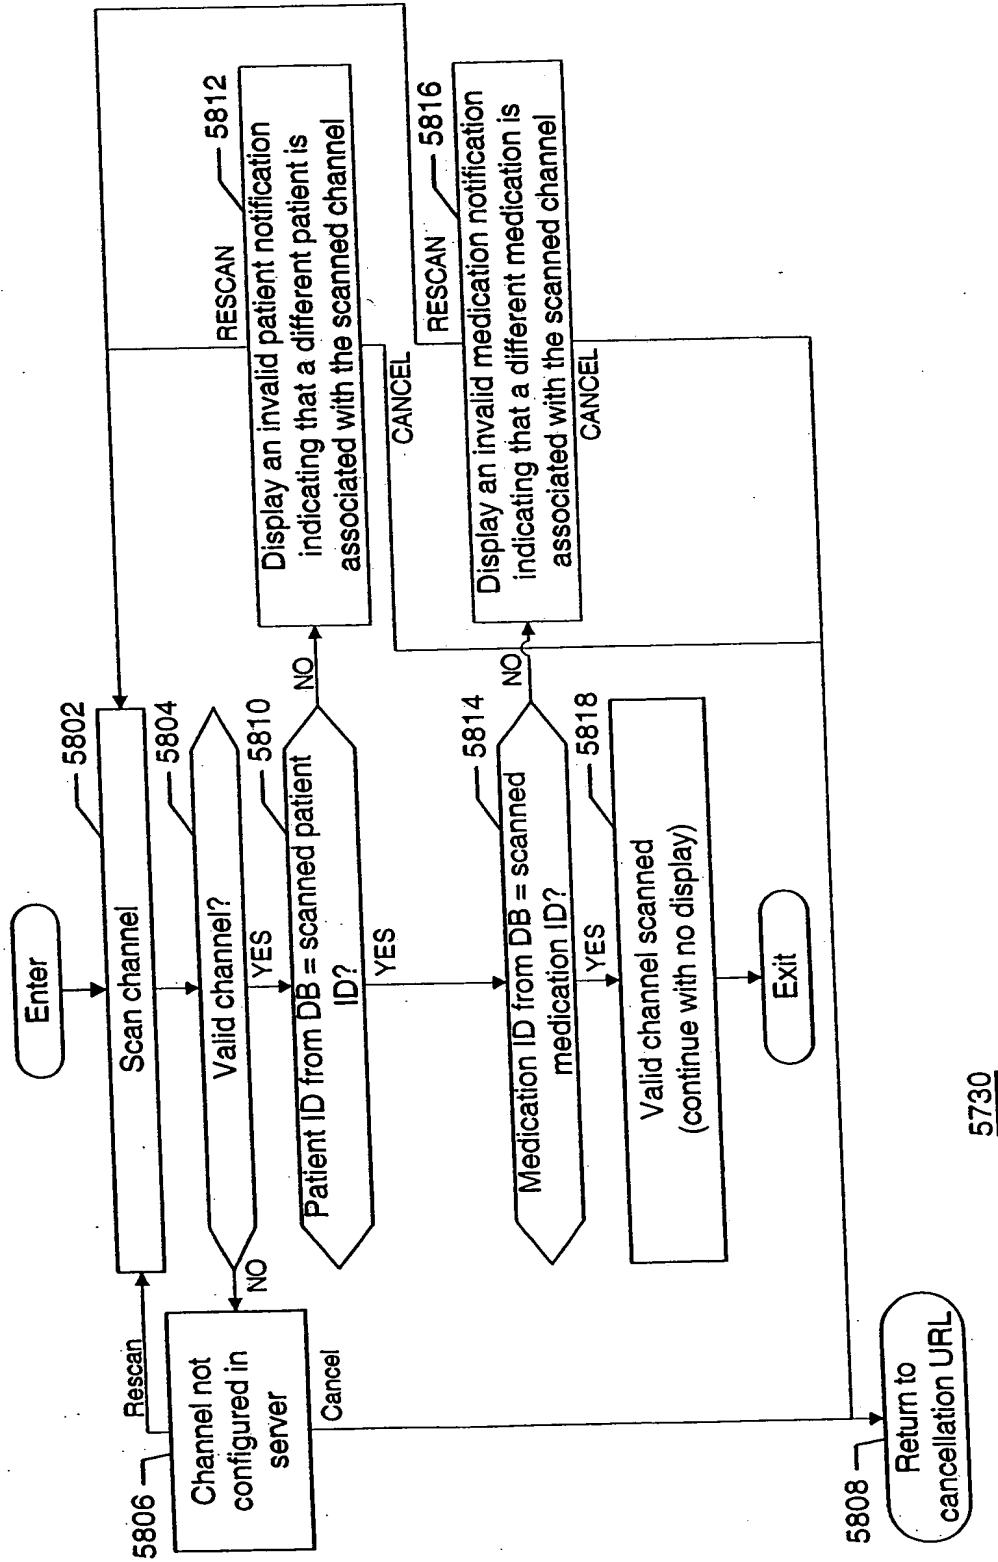 Enter
5802
Scan channel
5804
Valid channel?
NO
YES
Rescan
5806
Channel not
configured in
server
Cancel
5810
Patient ID from DB = scanned patient
ID?
NO
YES
5812
RESCAN
Display an invalid patient notification
indicating that a different patient is
associated with the scanned channel
CANCEL
5814
Medication ID from DB = scanned
medication ID?
NO
YES
5816
RESCAN
Display an invalid medication notification
indicating that a different medication is
associated with the scanned channel
CANCEL
5818
Valid channel scanned
(continue with no display)
Exit
5808
Return to
cancellation URL
5730